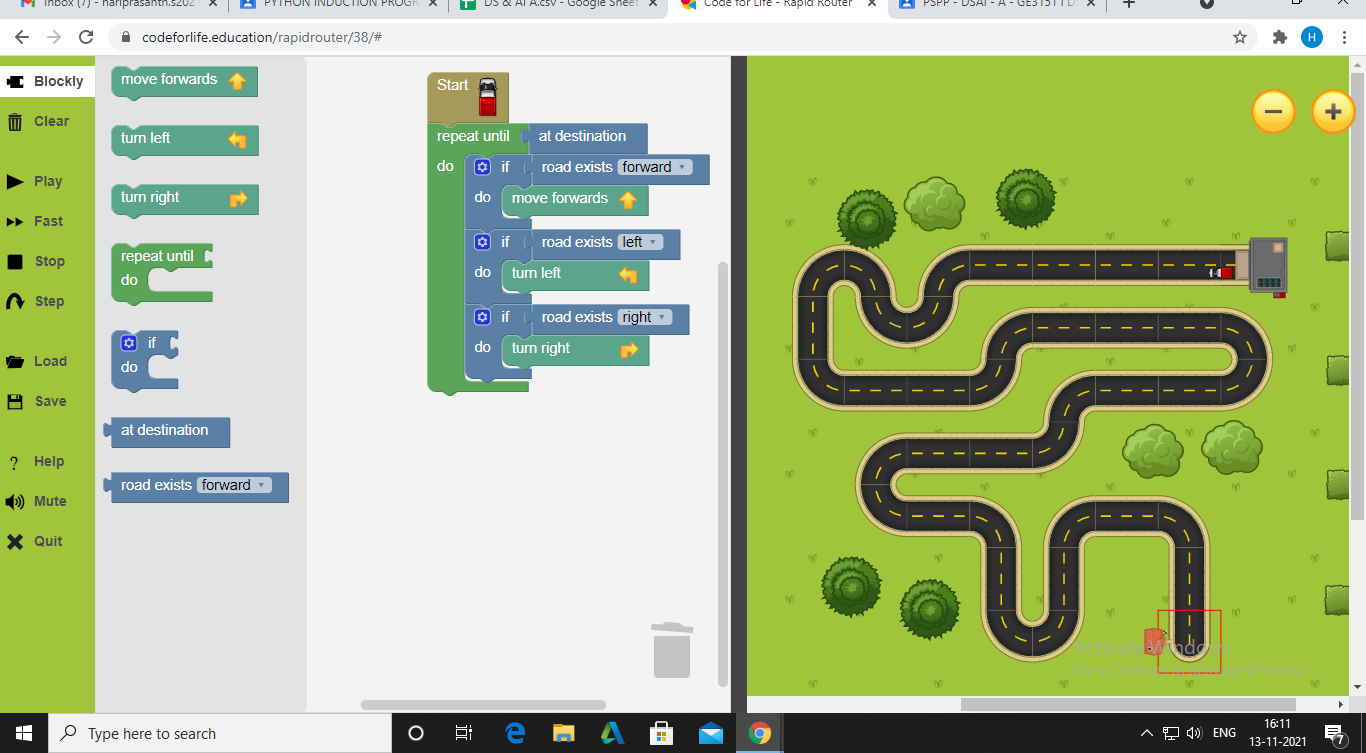 Inbox (7) - hariprasanth.s202
PYTHON INDUCTION PROGR
DS & AI A.csv - Google Sheet
Code for Life - Rapid Router
PSPP - DSAI - A - GE3151 I DS
codeforlife.education/rapidrouter/38/#
H
Blockly
Clear
Play
Fast
Stop
Step
Load
Save
Help
Mute
Quit
move forwards
turn left
turn right
repeat until
do
if
do
at destination
road exists forward
Start
repeat until at destination
do if road exists forward
do move forwards
if road exists left
do turn left
if road exists right
do turn right
Activate Windows
Go to Settings to activate Windows.
Type here to search
ENG
16:11
13-11-2021
7